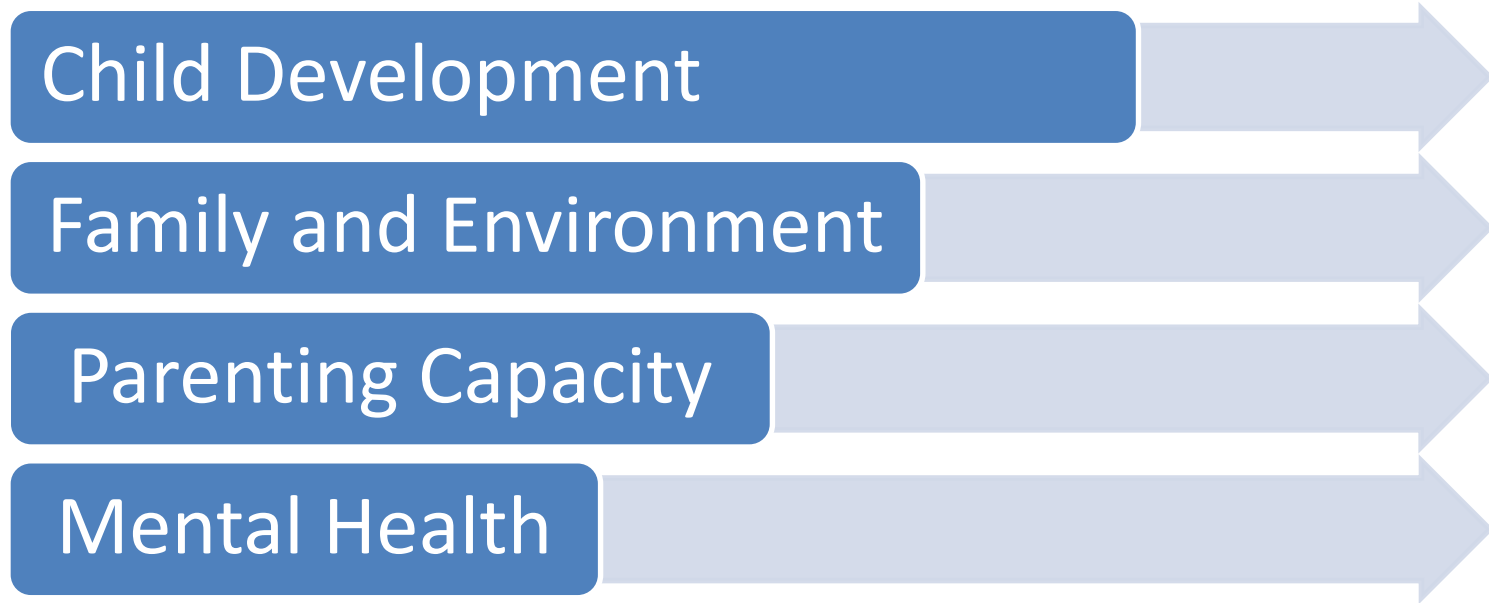 Child Development
Family and Environment
Parenting Capacity
Mental Health